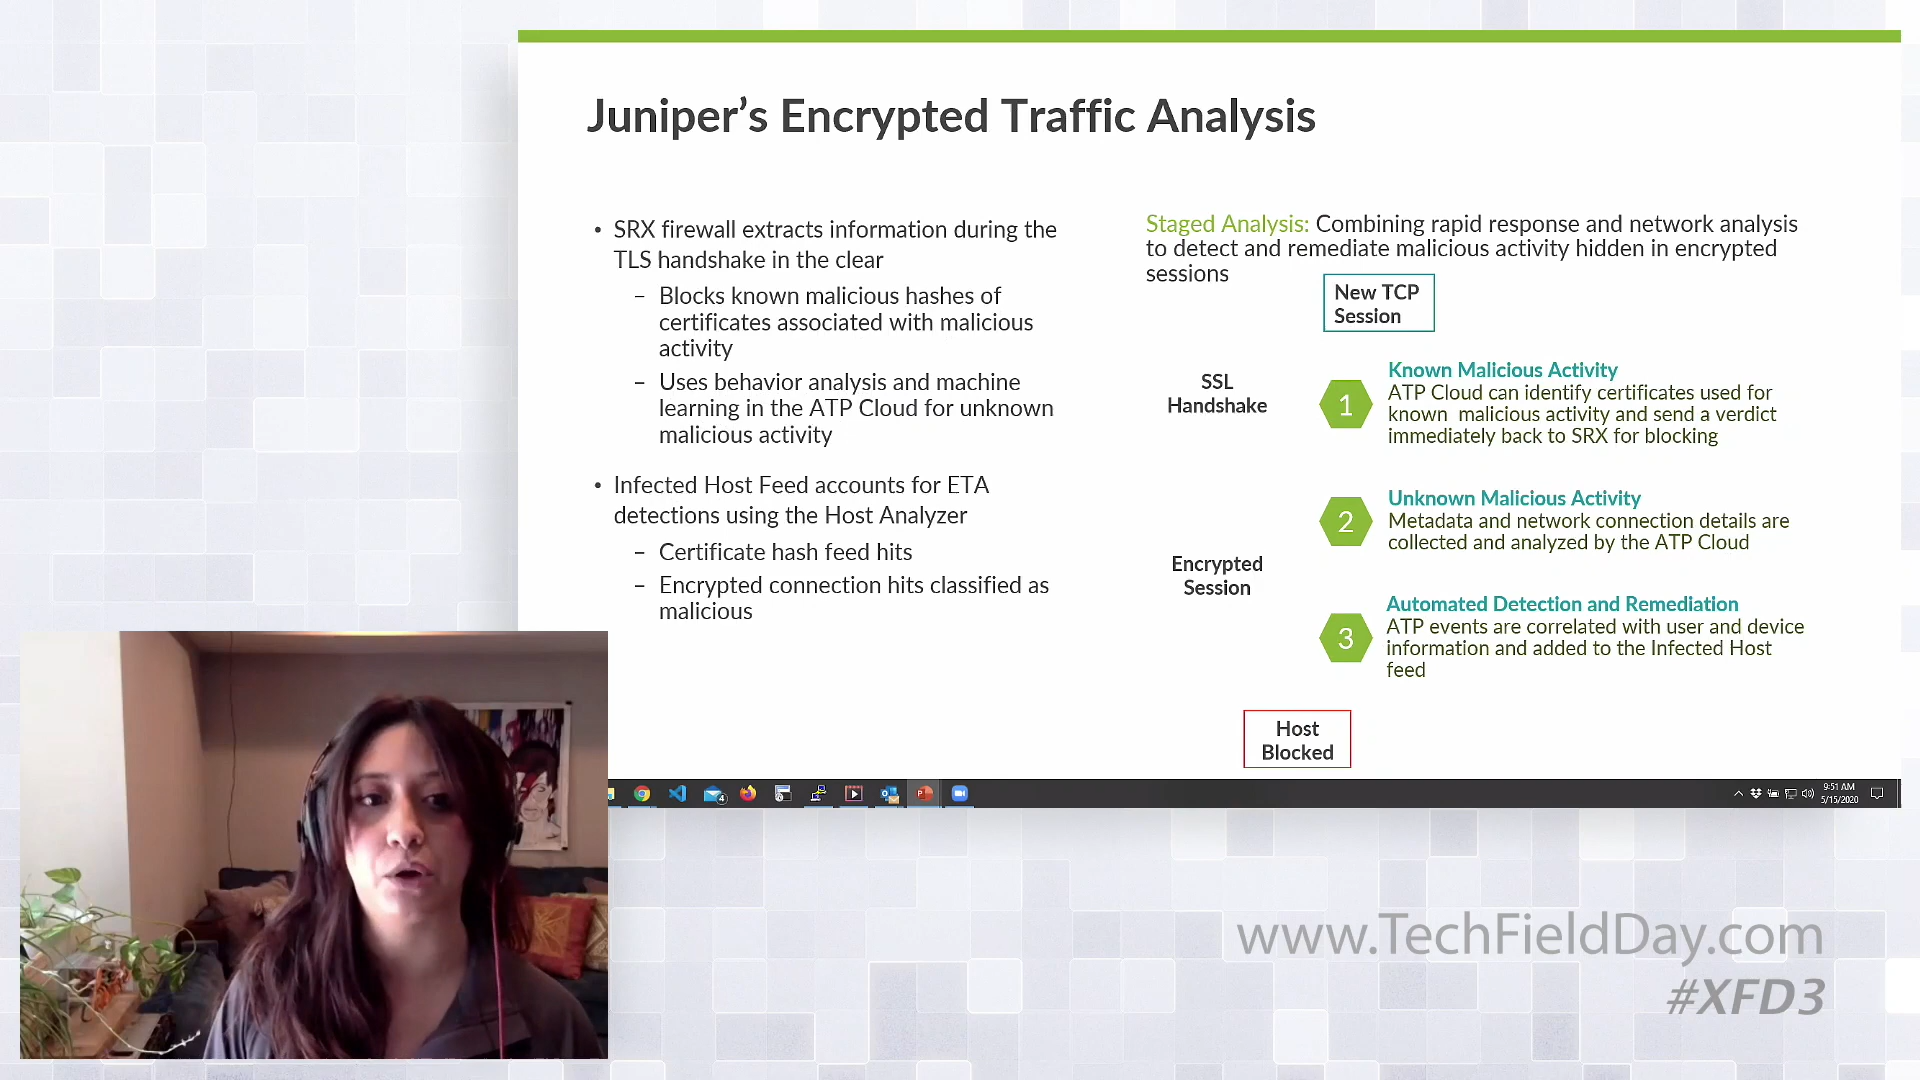 Juniper’s Encrypted Traffic Analysis
• SRX firewall extracts information during the
TLS handshake in the clear
– Blocks known malicious hashes of
certificates associated with malicious
activity
– Uses behavior analysis and machine
learning in the ATP Cloud for unknown
malicious activity
• Infected Host Feed accounts for ETA
detections using the Host Analyzer
– Certificate hash feed hits
– Encrypted connection hits classified as
malicious
Staged Analysis: Combining rapid response and network analysis
to detect and remediate malicious activity hidden in encrypted
sessions
New TCP
Session
SSL
Handshake
1
Known Malicious Activity
ATP Cloud can identify certificates used for
known malicious activity and send a verdict
immediately back to SRX for blocking
Encrypted
Session
2
Unknown Malicious Activity
Metadata and network connection details are
collected and analyzed by the ATP Cloud
3
Automated Detection and Remediation
ATP events are correlated with user and device
information and added to the Infected Host
feed
Host
Blocked
4
9:51 AM
5/15/2020
www.TechFieldDay.com
#XFD3